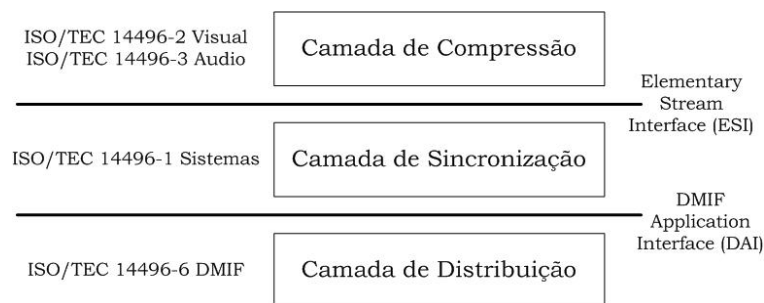 ISO/TEC 14496-2 Visual
ISO/TEC 14496-3 Audio
Camada de Compressão
Elementary
Stream
Interface (ESI)
ISO/TEC 14496-1 Sistemas
Camada de Sincronização
DMIF
Application
Interface (DAI)
ISO/TEC 14496-6 DMIF
Camada de Distribuição